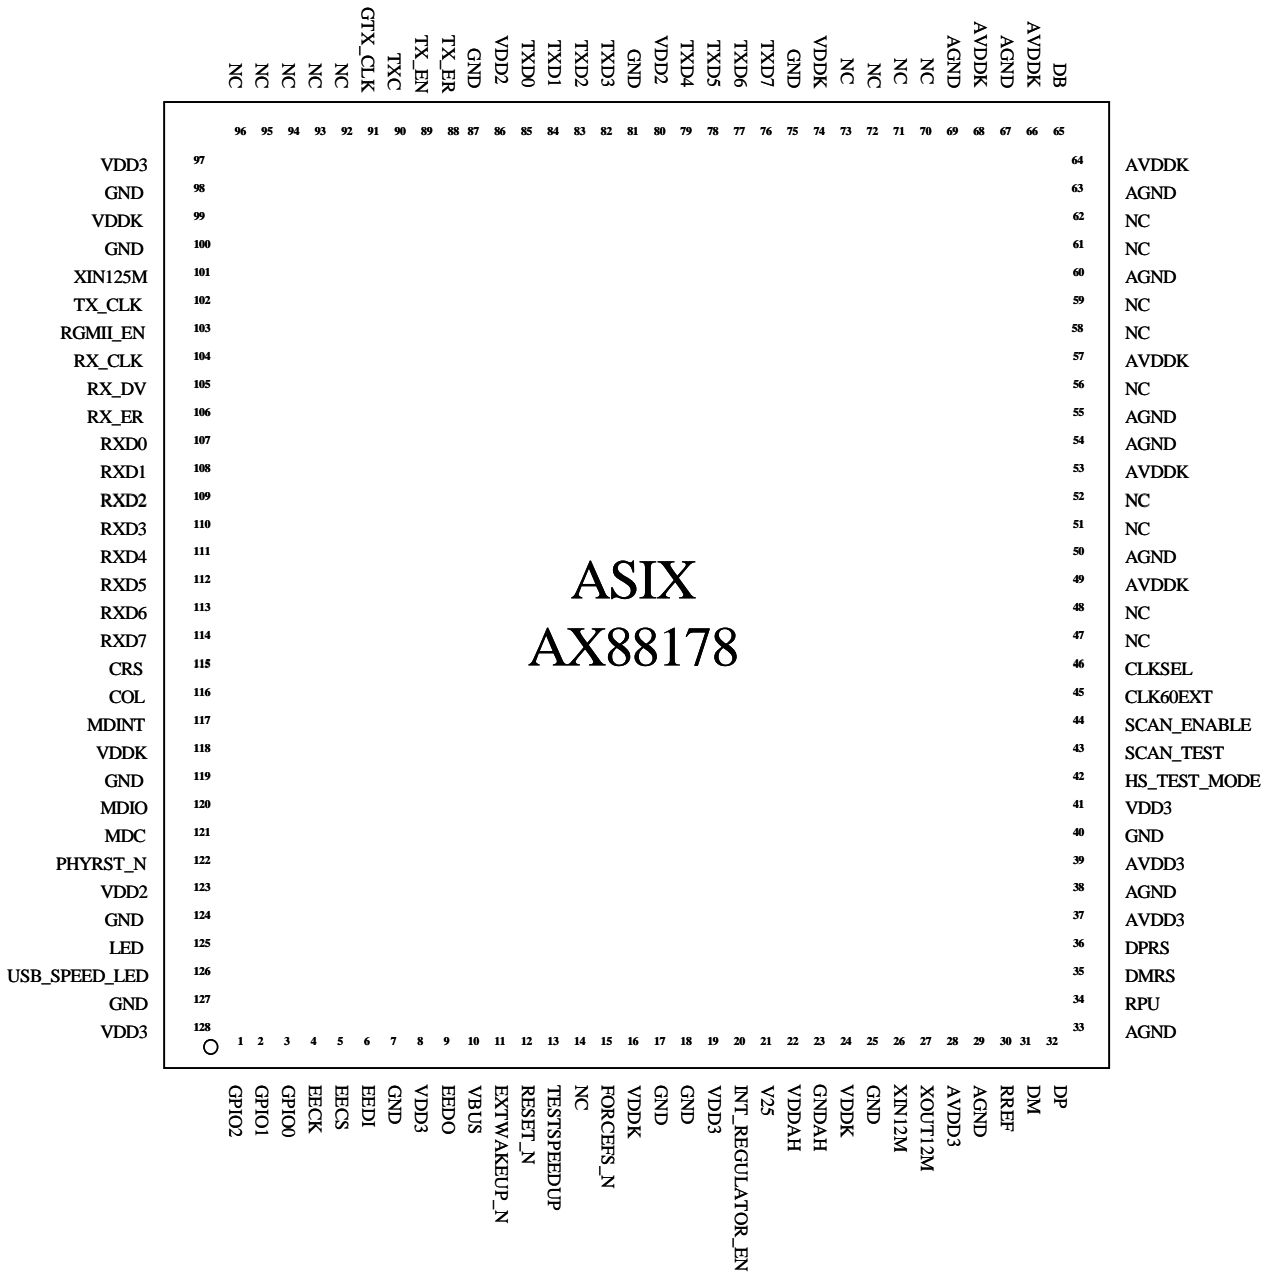 NC NC NC NC NC GTX_CLK TXC TX_EN TX_ER GND VDD2 TXD0 TXD1 TXD2 TXD3 GND VDD2 TXD4 TXD5 TXD6 TXD7 GND VDDK NC NC NC NC AGND AVDDK AGND AVDDK DB
96 95 94 93 92 91 90 89 88 87 86 85 84 83 82 81 80 79 78 77 76 75 74 73 72 71 70 69 68 67 66 65
VDD3 97 64 AVDDK
GND 98 63 AGND
VDDK 99 62 NC
GND 100 61 NC
XIN125M 101 60 AGND
TX_CLK 102 59 NC
RGMII_EN 103 58 NC
RX_CLK 104 57 AVDDK
RX_DV 105 56 NC
RX_ER 106 55 AGND
RXD0 107 54 AGND
RXD1 108 53 AVDDK
RXD2 109 52 NC
RXD3 110 51 NC
RXD4 111 50 AGND
ASIX
RXD5 112 49 AVDDK
RXD6 113 48 NC
RXD7 114 47 NC
AX88178
CRS 115 46 CLKSEL
COL 116 45 CLK60EXT
MDINT 117 44 SCAN_ENABLE
VDDK 118 43 SCAN_TEST
GND 119 42 HS_TEST_MODE
MDIO 120 41 VDD3
MDC 121 40 GND
PHYRST_N 122 39 AVDD3
VDD2 123 38 AGND
GND 124 37 AVDD3
LED 125 36 DPRS
USB_SPEED_LED 126 35 DMRS
GND 127 34 RPU
VDD3 128 33 AGND
1 2 3 4 5 6 7 8 9 10 11 12 13 14 15 16 17 18 19 20 21 22 23 24 25 26 27 28 29 30 31 32
GPIO2 GPIO1 GPIO0 EECK EECS EEDI GND VDD3 EEDO VBUS EXTWAKEUP_N RESET_N TESTSPEEDUP NC FORCEFS_N VDDK GND GND VDD3 INT_REGULATOR_EN V25 VDDAH GNDAH VDDK GND XIN12M XOUT12M AVDD3 AGND RREF DM DP